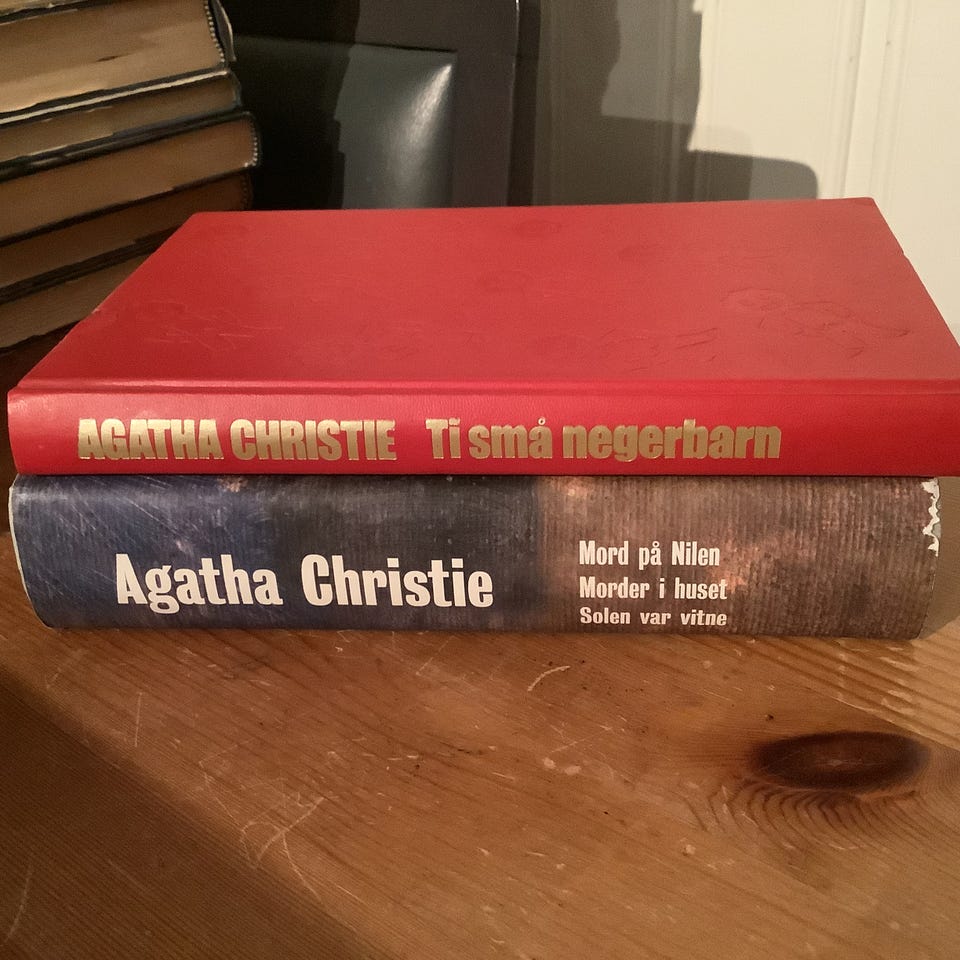 AGATHA CHRISTIE Ti små negerbarn
Agatha Christie
Mord på Nilen
Morder i huset
Solen var vitne